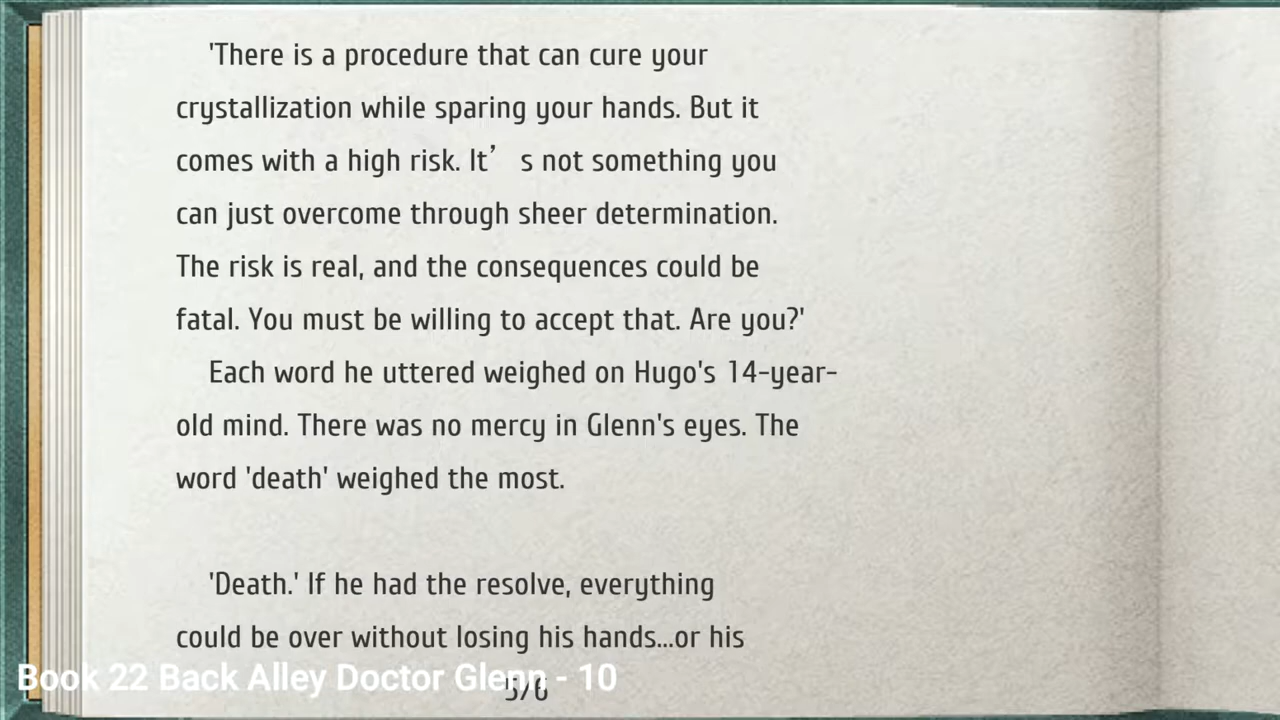 'There is a procedure that can cure your
crystallization while sparing your hands. But it
comes with a high risk. It’ s not something you
can just overcome through sheer determination.
The risk is real, and the consequences could be
fatal. You must be willing to accept that. Are you?'
Each word he uttered weighed on Hugo's 14-year-
old mind. There was no mercy in Glenn's eyes. The
word 'death' weighed the most.
'Death.' If he had the resolve, everything
could be over without losing his hands...or his
Book 22 Back Alley Doctor Glenn - 10
5/6